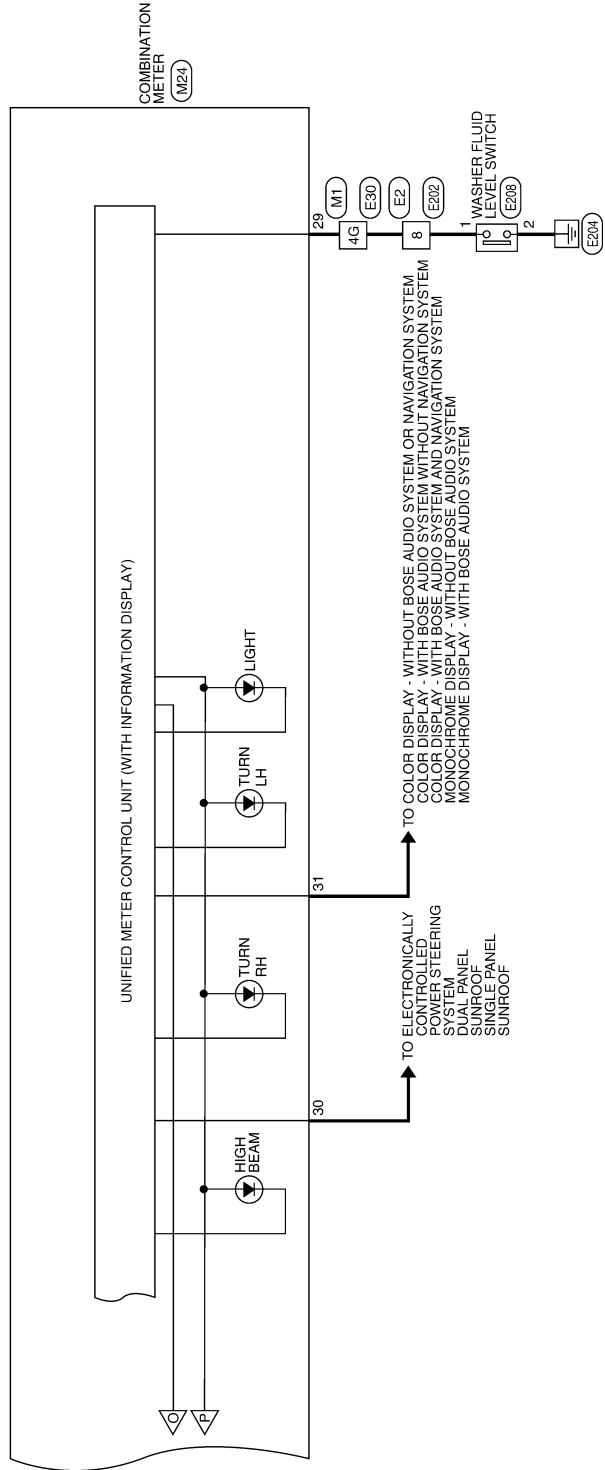 COMBINATION
METER
M24
UNIFIED METER CONTROL UNIT (WITH INFORMATION DISPLAY)
O
P
HIGH
BEAM
TURN
RH
TURN
LH
LIGHT
30
31
29
TO ELECTRONICALLY
CONTROLLED
POWER STEERING
SYSTEM
DUAL PANEL
SUNROOF
SINGLE PANEL
SUNROOF
TO COLOR DISPLAY - WITHOUT BOSE AUDIO SYSTEM OR NAVIGATION SYSTEM
COLOR DISPLAY - WITH BOSE AUDIO SYSTEM WITHOUT NAVIGATION SYSTEM
COLOR DISPLAY - WITH BOSE AUDIO SYSTEM AND NAVIGATION SYSTEM
MONOCHROME DISPLAY - WITHOUT BOSE AUDIO SYSTEM
MONOCHROME DISPLAY - WITH BOSE AUDIO SYSTEM
4G
M1
E30
8
E2
E202
1
WASHER FLUID
LEVEL SWITCH
E208
2
E204